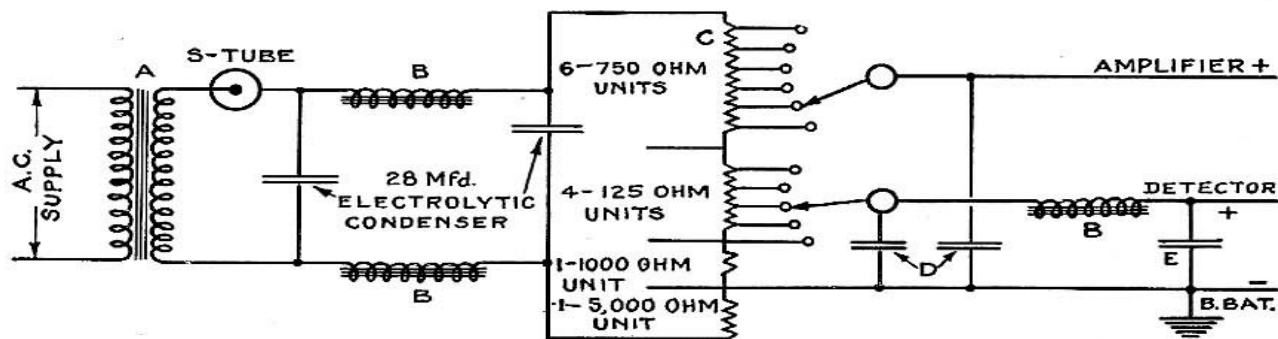 S-TUBE
A
B
C
6-750 OHM
UNITS
AMPLIFIER +
A.C.
SUPPLY
28 Mfd.
ELECTROLYTIC
CONDENSER
4-125 OHM
UNITS
DETECTOR
+
B
B
1-1000 OHM
UNIT
D
E
1-5,000 OHM
UNIT
-
B.BAT.